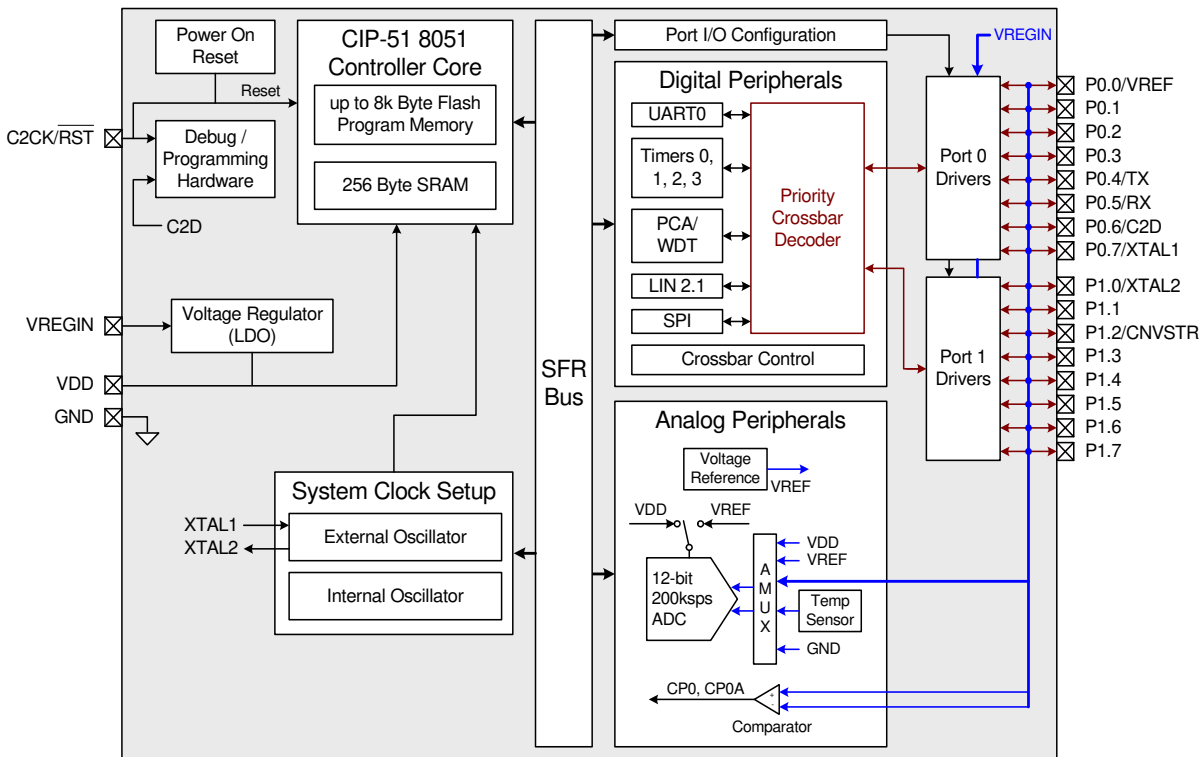 Power On
Reset
Reset
C2CK/RST
Debug /
Programming
Hardware
C2D
CIP-51 8051
Controller Core
up to 8k Byte Flash
Program Memory
256 Byte SRAM
VREGIN
Voltage Regulator
(LDO)
VDD
GND
System Clock Setup
XTAL1
XTAL2
External Oscillator
Internal Oscillator
SFR
Bus
Port I/O Configuration
Digital Peripherals
UART0
Timers 0,
1, 2, 3
PCA/
WDT
LIN 2.1
SPI
Priority
Crossbar
Decoder
Crossbar Control
Analog Peripherals
Voltage
Reference
VREF
VDD
VREF
12-bit
200ksps
ADC
A
M
U
X
VDD
VREF
Temp
Sensor
GND
CP0, CP0A
+
-
Comparator
VREGIN
Port 0
Drivers
Port 1
Drivers
P0.0/VREF
P0.1
P0.2
P0.3
P0.4/TX
P0.5/RX
P0.6/C2D
P0.7/XTAL1
P1.0/XTAL2
P1.1
P1.2/CNVSTR
P1.3
P1.4
P1.5
P1.6
P1.7